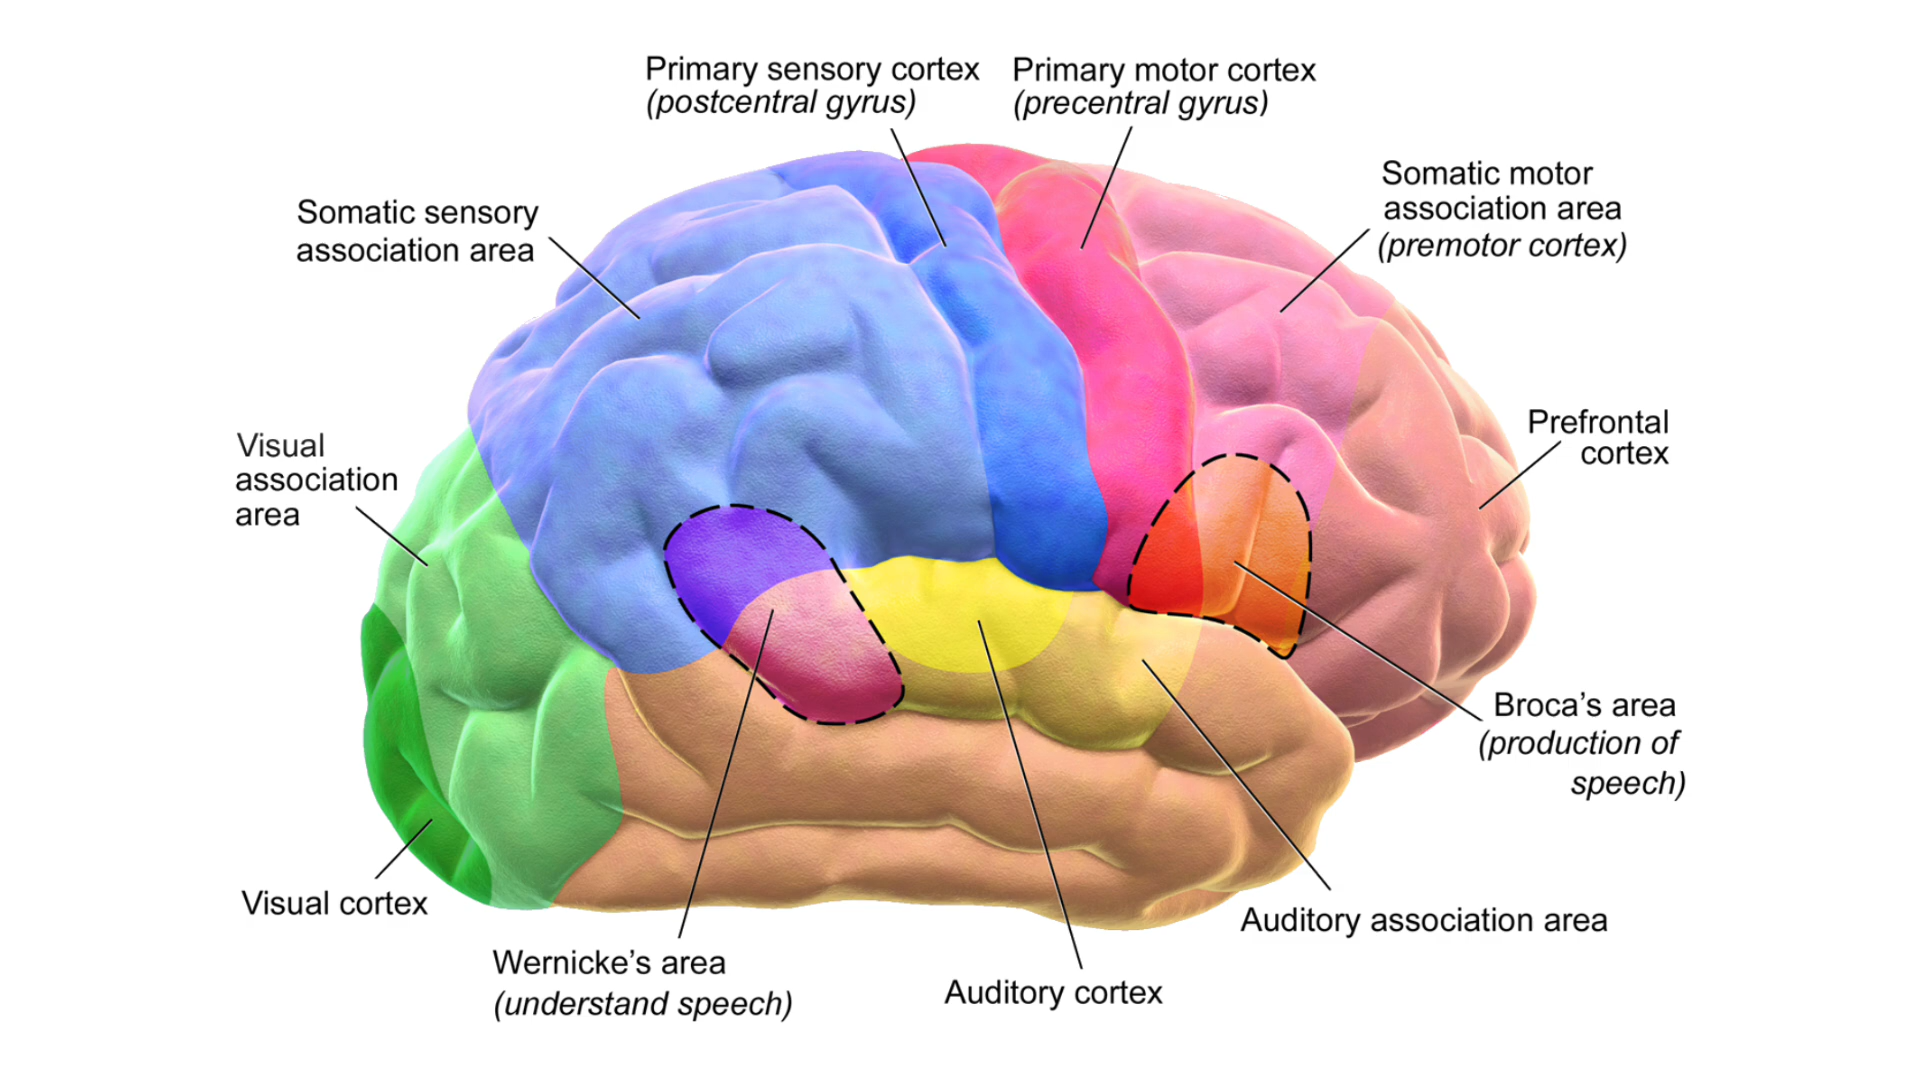 Primary sensory cortex
(postcentral gyrus)
Primary motor cortex
(precentral gyrus)
Somatic motor
association area
(premotor cortex)
Somatic sensory
association area
Prefrontal
cortex
Visual
association
area
Broca’s area
(production of
speech)
Visual cortex
Auditory association area
Wernicke’s area
(understand speech)
Auditory cortex